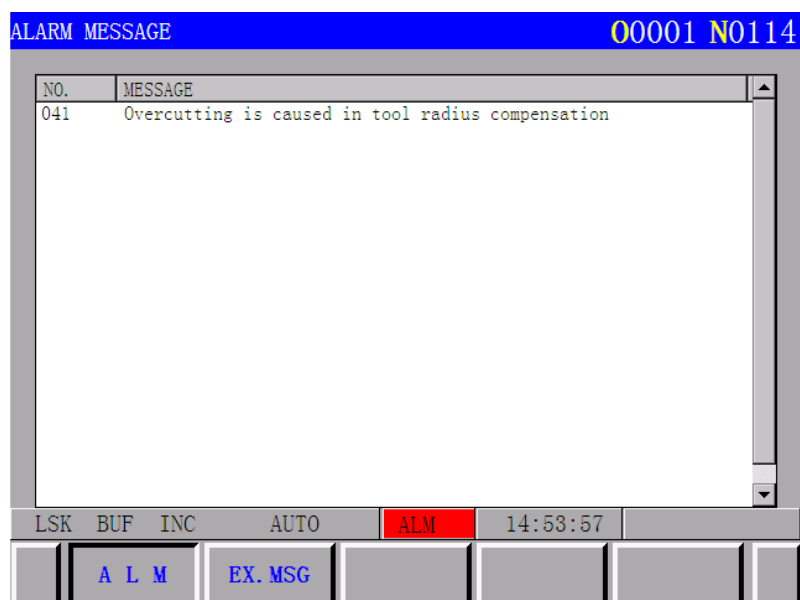 ALARM MESSAGE O0001 N0114
NO. MESSAGE
041 Overcutting is caused in tool radius compensation
LSK BUF INC AUTO ALM 14:53:57
A L M EX.MSG